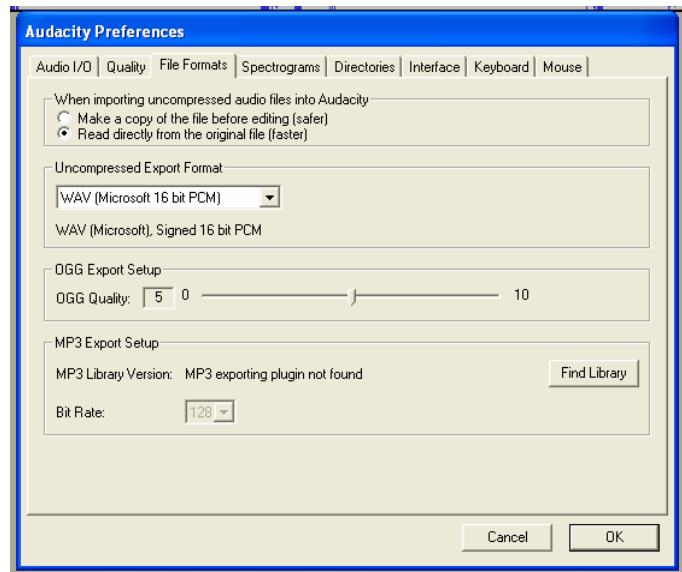 Audacity Preferences
Audio I/O Quality File Formats Spectrograms Directories Interface Keyboard Mouse
When importing uncompressed audio files into Audacity
Make a copy of the file before editing (safer)
Read directly from the original file (faster)
Uncompressed Export Format
WAV (Microsoft 16 bit PCM)
WAV (Microsoft), Signed 16 bit PCM
OGG Export Setup
OGG Quality: 5 0 10
MP3 Export Setup
MP3 Library Version: MP3 exporting plugin not found Find Library
Bit Rate: 128
Cancel OK